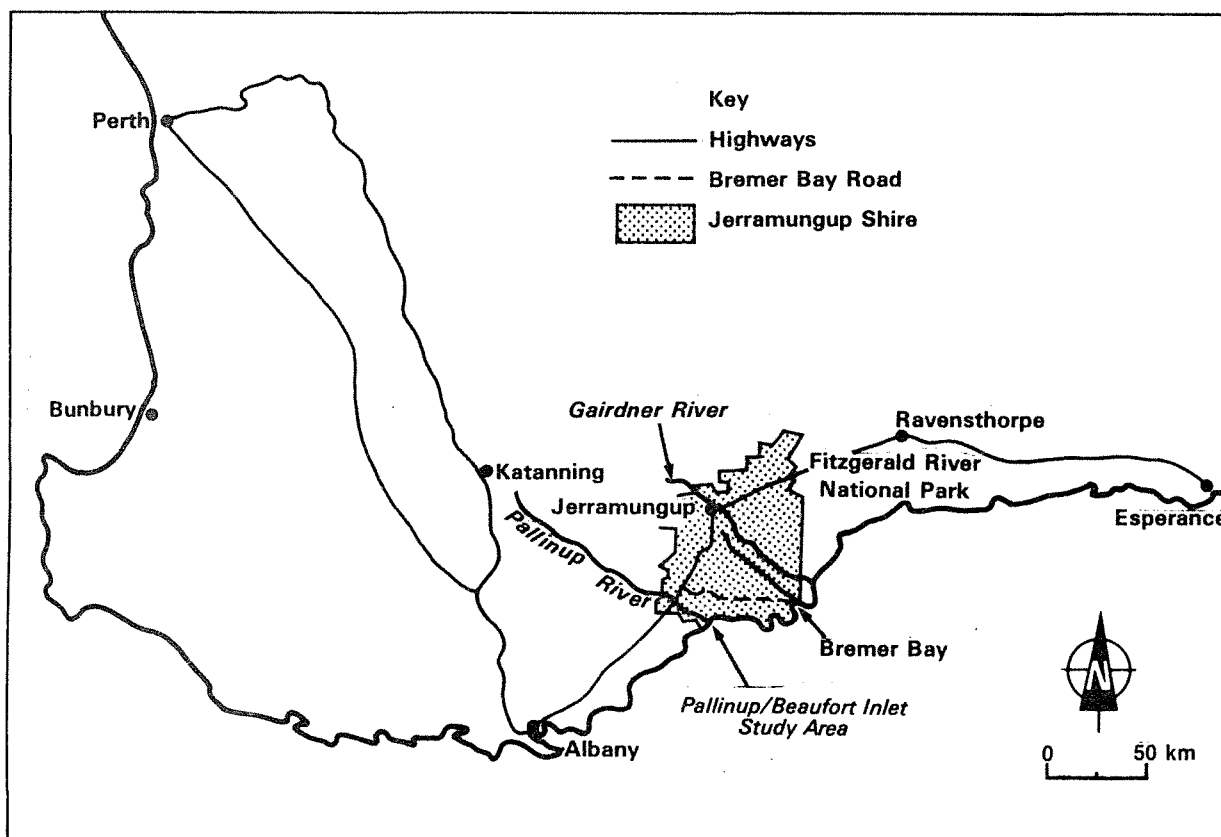 Key
Perth
Highways
Bremer Bay Road
Jerramungup Shire
Bunbury
Gairdner River
Ravensthorpe
Katanning
Fitzgerald River
National Park
Jerramungup
Esperance
Pallinup
River
Bremer Bay
Pallinup/Beaufort Inlet
Study Area
N
Albany
0 50 km